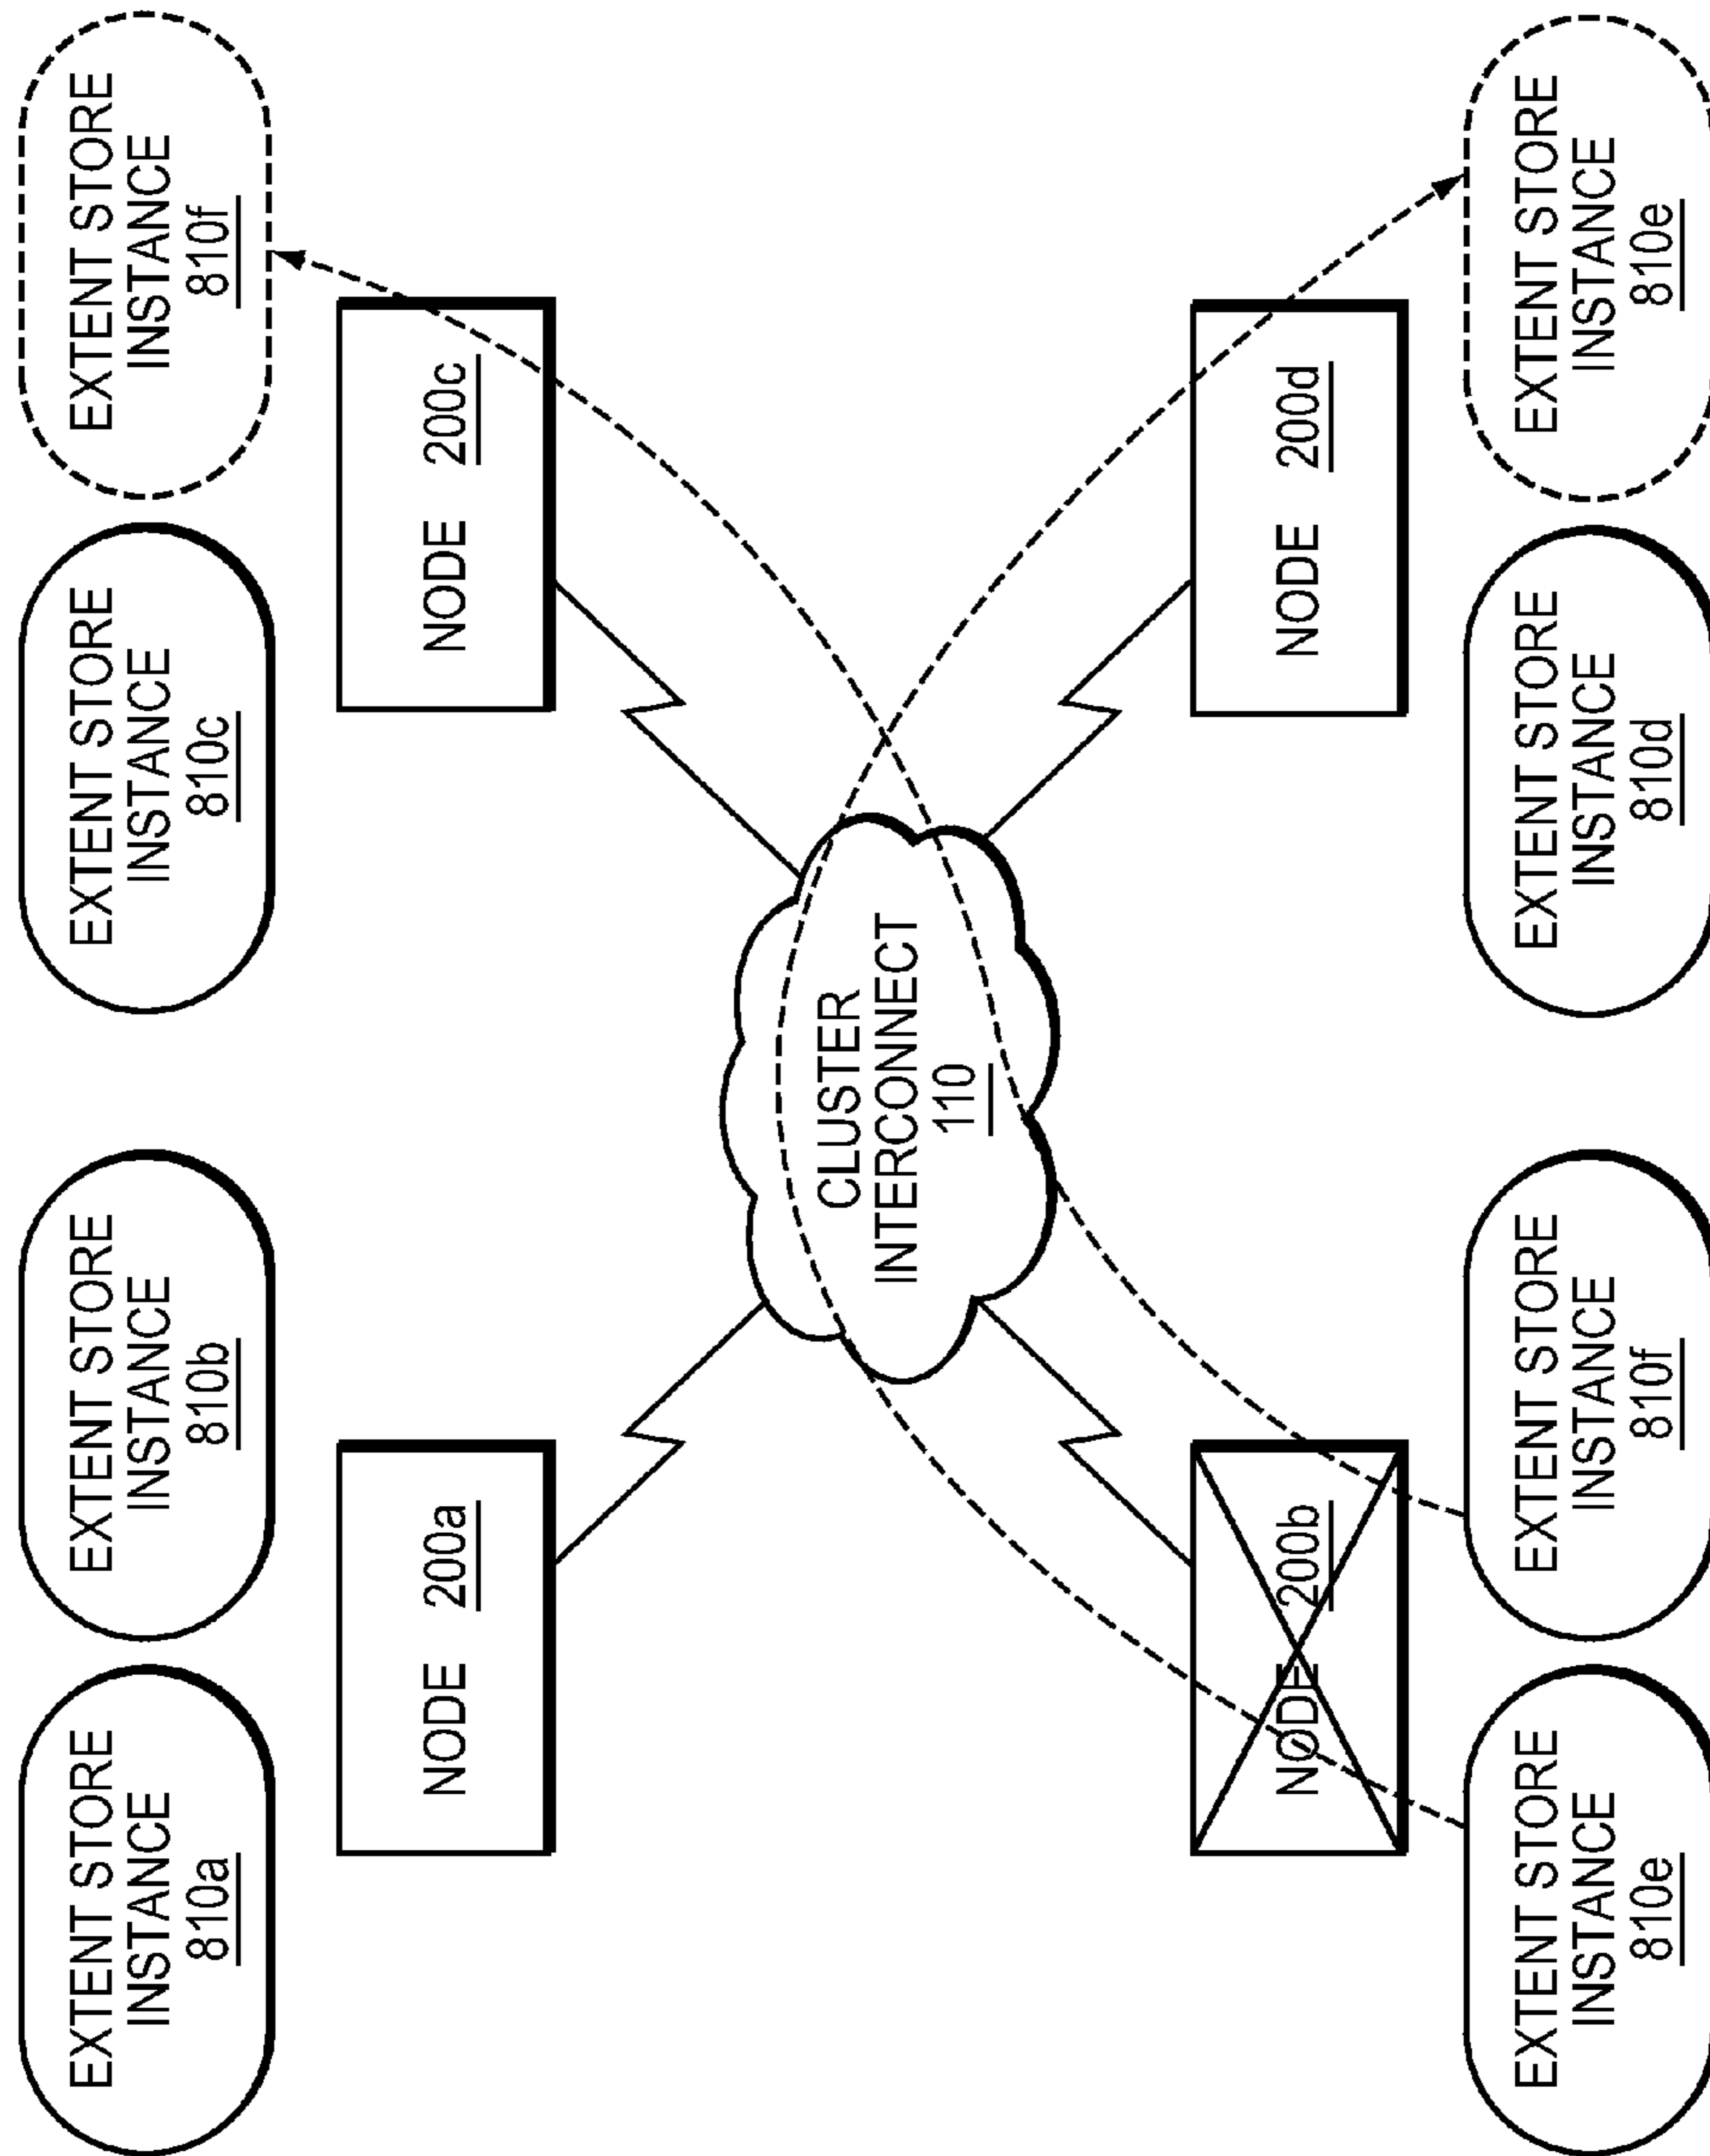 EXTENT STORE
INSTANCE
810a
EXTENT STORE
INSTANCE
810b
EXTENT STORE
INSTANCE
810c
EXTENT STORE
INSTANCE
810f
NODE 200a
NODE 200c
CLUSTER
INTERCONNECT
110
NODE 200b
NODE 200d
EXTENT STORE
INSTANCE
810e
EXTENT STORE
INSTANCE
810f
EXTENT STORE
INSTANCE
810d
EXTENT STORE
INSTANCE
810e